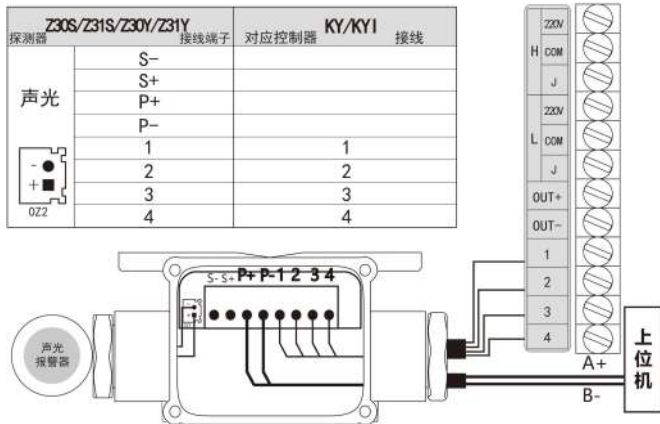 Z30S/Z31S/Z30Y/Z31Y
探测器 接线端子
KY/KYI
对应控制器 接线
声光
S-
S+
P+
P-
1 1
2 2
3 3
4 4
-
+
OZ2
H
220V
COM
J
L
220V
COM
J
OUT+
OUT-
1
2
3
4
S- S+ P+ P- 1 2 3 4
声光
报警器
A+
B-
上位机